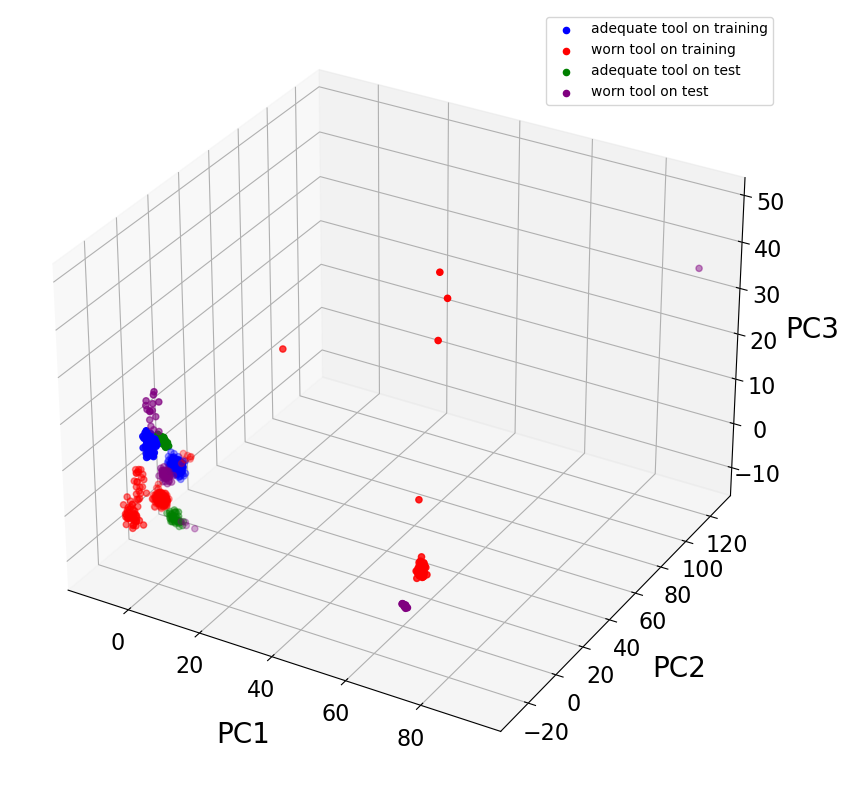 adequate tool on training
worn tool on training
adequate tool on test
worn tool on test
50
40
30
20
10
0
−10
PC3
120
100
80
60
40
20
0
−20
PC2
0
20
40
60
80
PC1